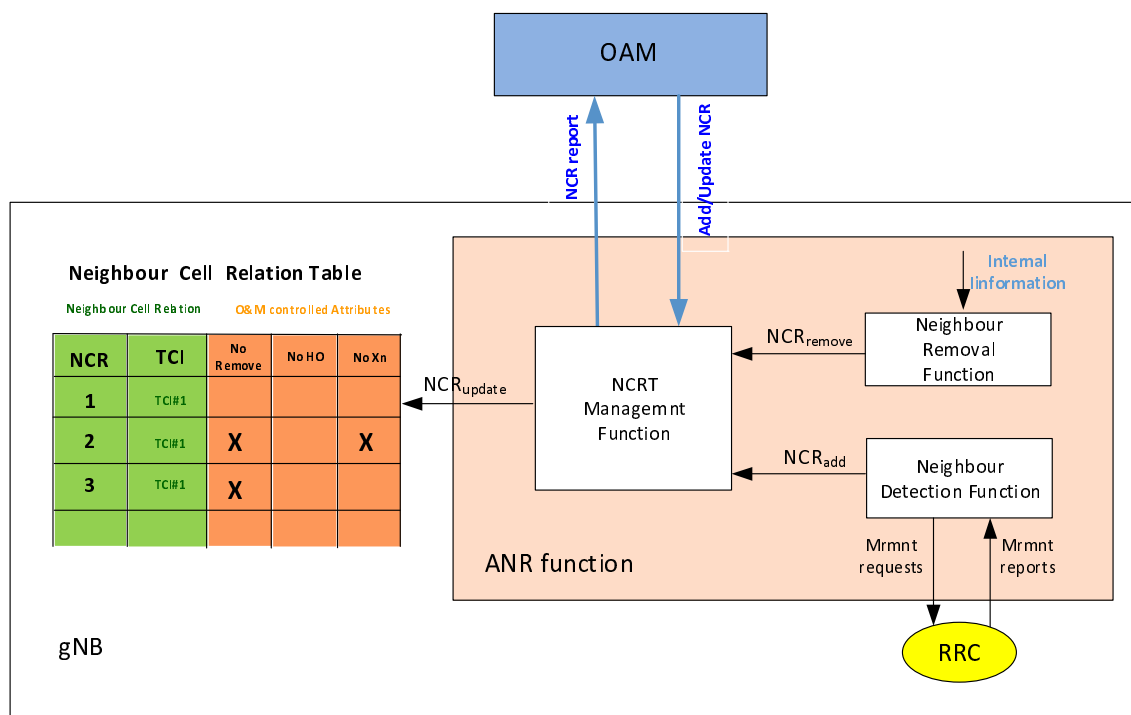 OAM
NCR report
Add/Update NCR
Neighbour Cell Relation Table
Neighbour Cell Relation
O&M controlled Attributes
NCR
TCI
No
Remove
No HO
No Xn
1
TCI#1
2
TCI#1
X
X
3
TCI#1
X
NCRupdate
NCRT
Managemnt
Function
NCRremove
NCRadd
Internal
Iinformation
Neighbour
Removal
Function
Neighbour
Detection Function
Mrmnt
requests
Mrmnt
reports
ANR function
RRC
gNB